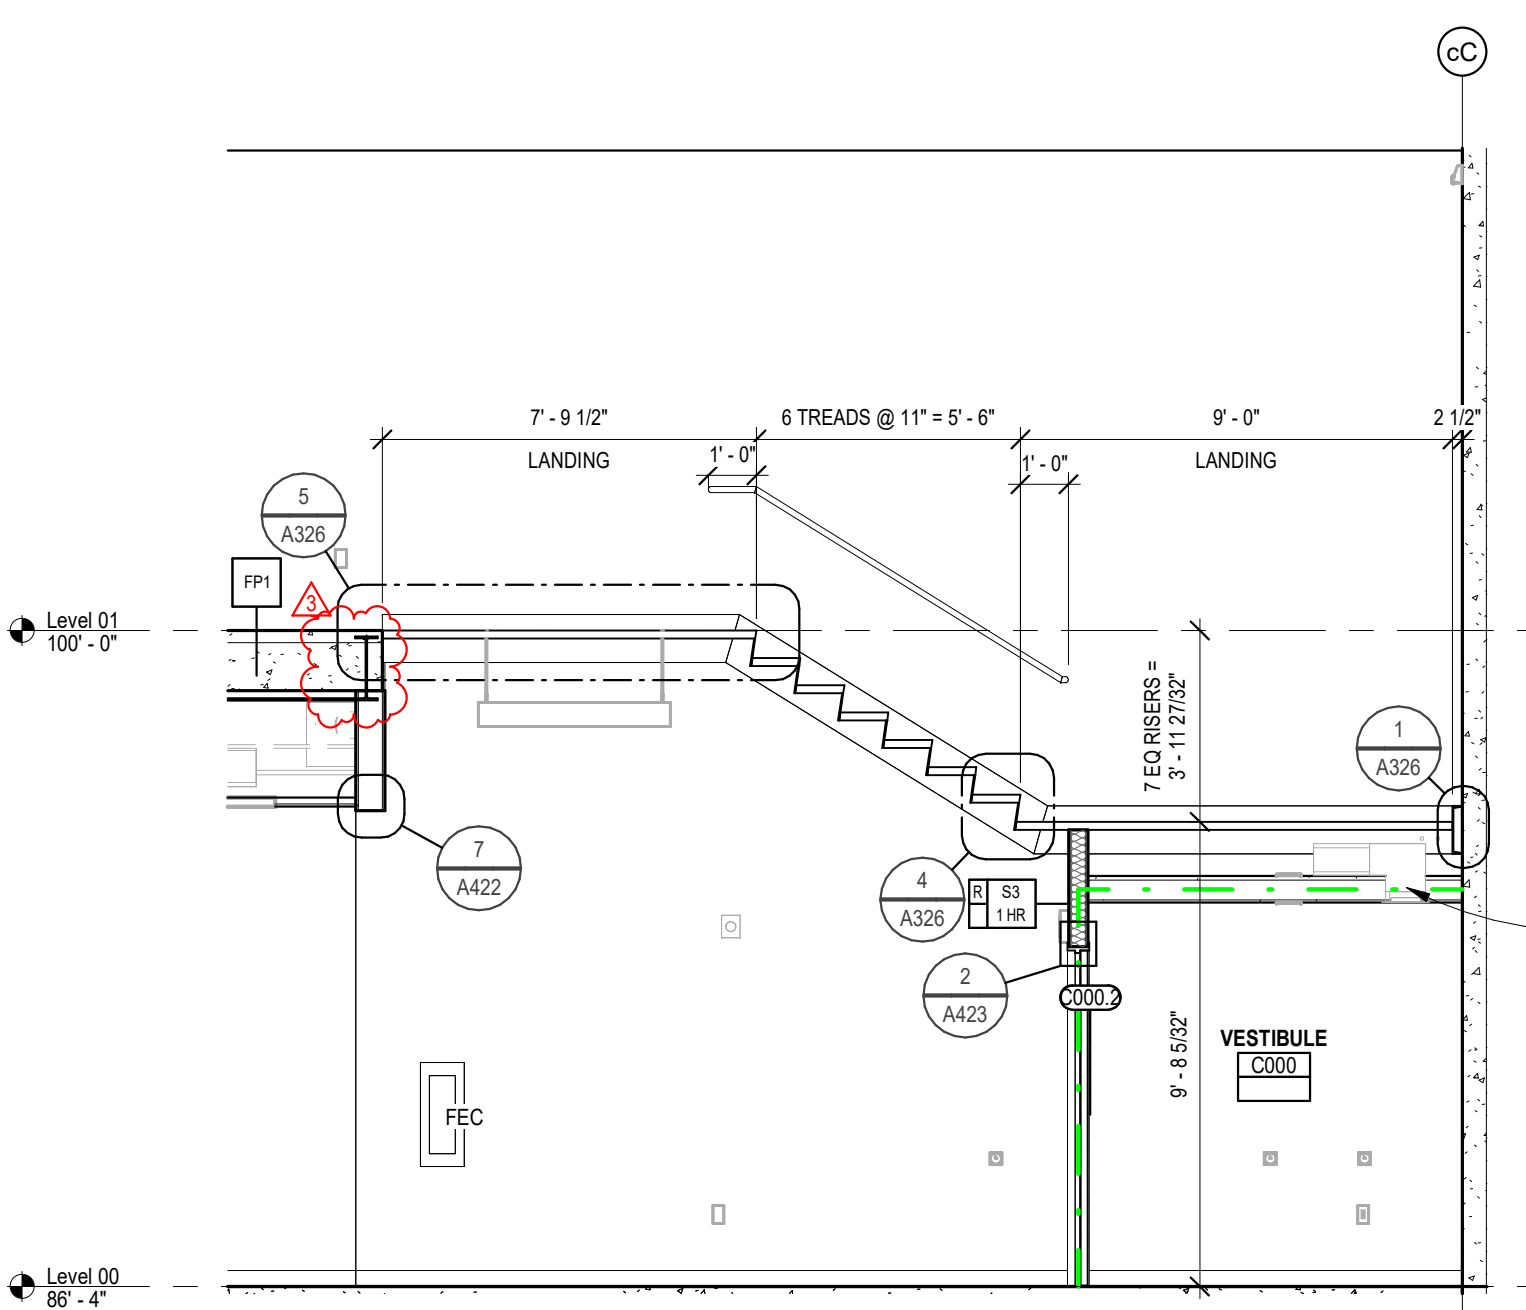 cC
7' - 9 1/2"
6 TREADS @ 11" = 5' - 6"
9' - 0"
2 1/2"
LANDING
1' - 0"
1' - 0"
LANDING
5
A326
FP1
3
Level 01
100' - 0"
7 EQ RISERS =
3' - 11 27/32"
1
A326
7
A422
4
A326
R
S3
1 HR
2
A423
C000.2
9' - 8 5/32"
VESTIBULE
C000
FEC
C
C
C
Level 00
86' - 4"